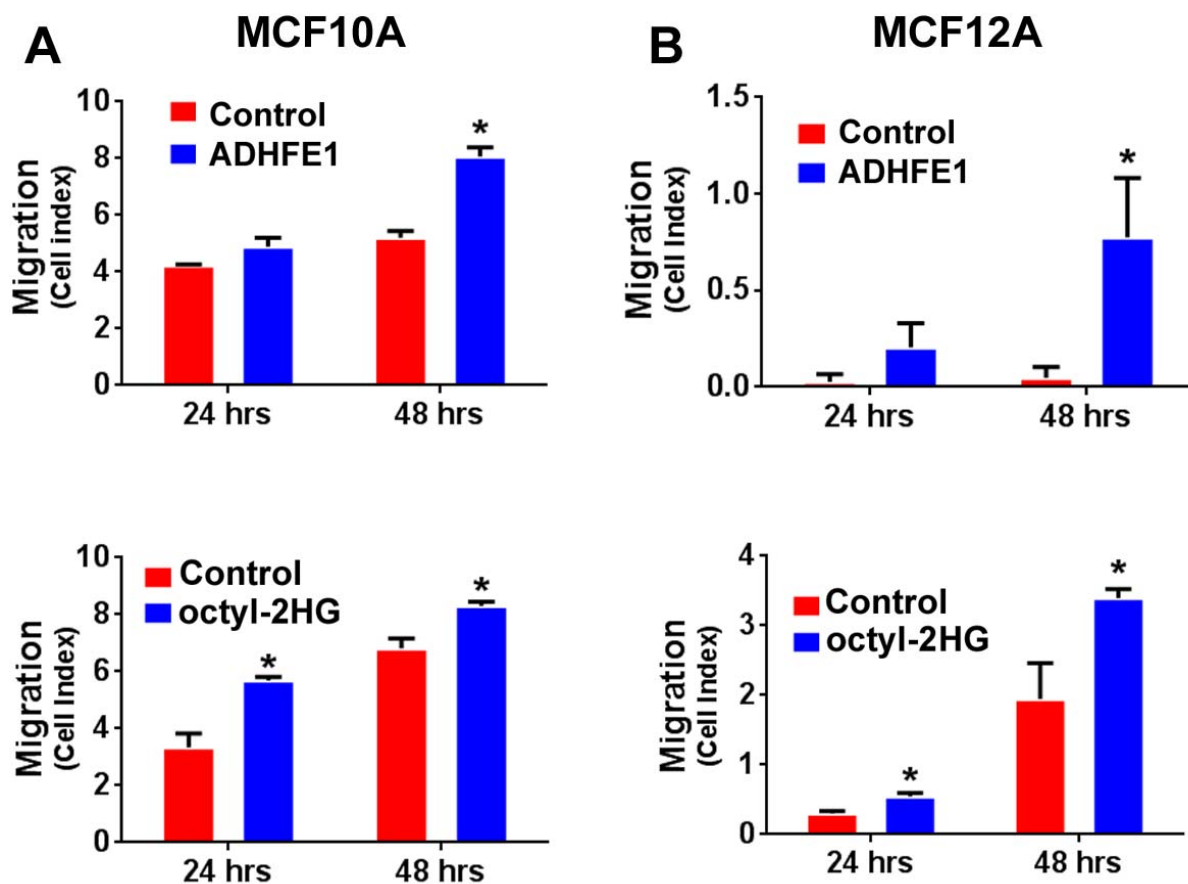 A MCF10A
Migration
(Cell index)
10
8
6
4
2
0
Control
ADHFE1
*
24 hrs 48 hrs
B MCF12A
Migration
(Cell Index)
1.5
1.0
0.5
0.0
Control
ADHFE1
*
24 hrs 48 hrs
Migration
(Cell Index)
10
8
6
4
2
0
Control
octyl-2HG
* *
24 hrs 48 hrs
Migration
(Cell Index)
4
3
2
1
0
Control
octyl-2HG
* *
24 hrs 48 hrs